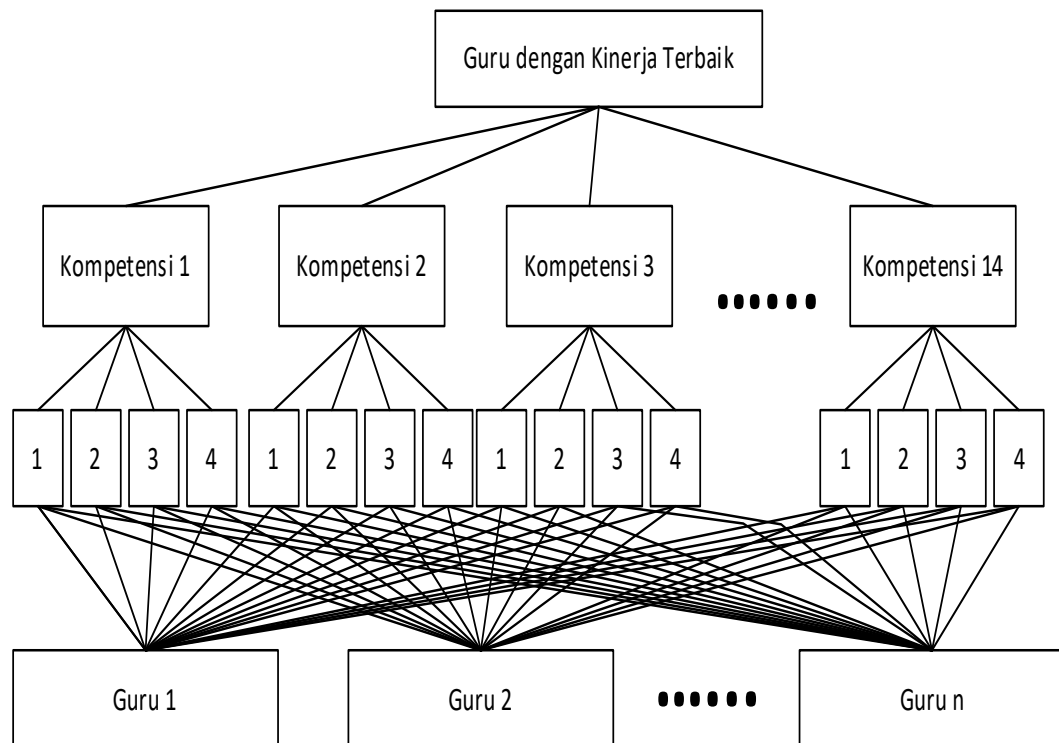 Guru dengan Kinerja Terbaik
Kompetensi 1
Kompetensi 2
Kompetensi 3
Kompetensi 14
1 2 3 4 1 2 3 4 1 2 3 4 1 2 3 4
Guru 1
Guru 2
Guru n